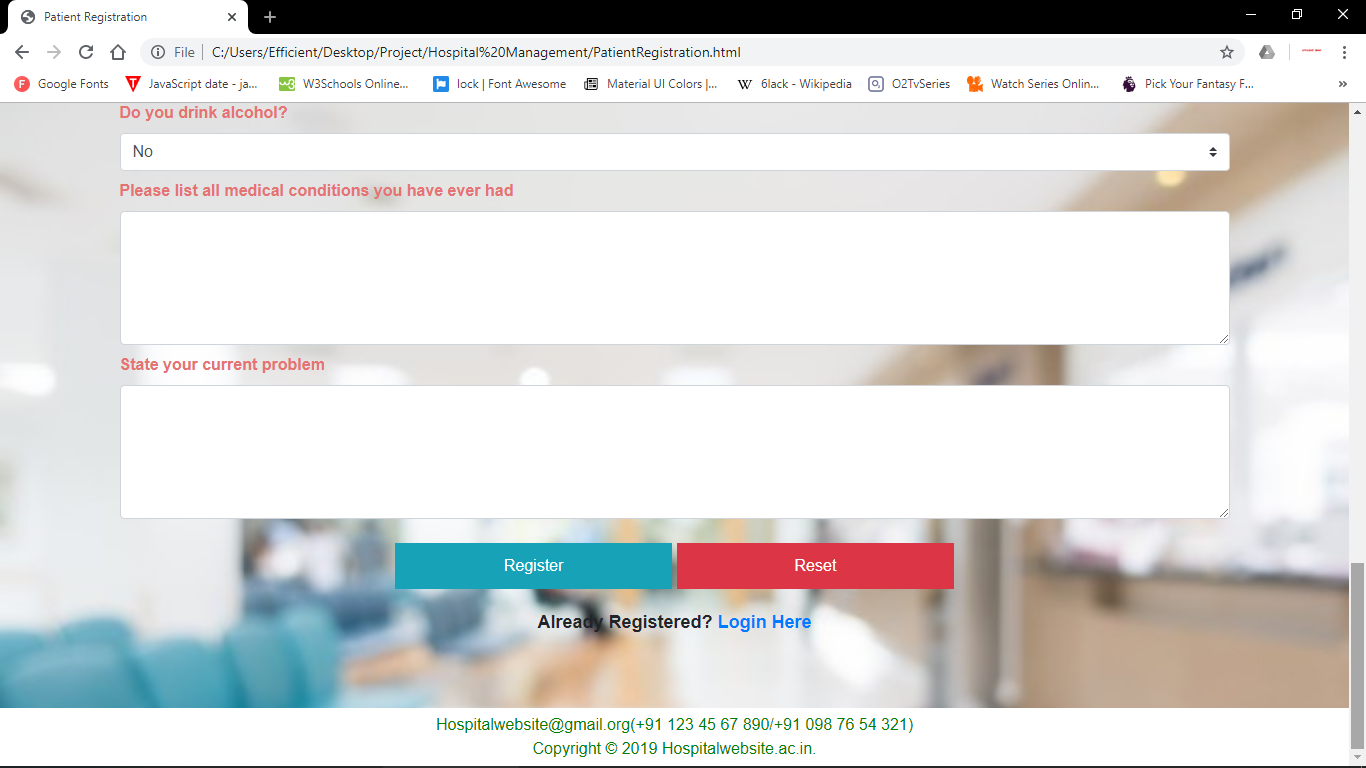 Patient Registration
File
C:/Users/Efficient/Desktop/Project/Hospital%20Management/PatientRegistration.html
Google Fonts JavaScript date - ja... W3Schools Online... lock | Font Awesome Material UI Colors |... 6lack - Wikipedia O2TvSeries Watch Series Onlin... Pick Your Fantasy F... »
Do you drink alcohol?
No
Please list all medical conditions you have ever had
State your current problem
Register Reset
Already Registered? Login Here
Hospitalwebsite@gmail.org(+91 123 45 67 890/+91 098 76 54 321)
Copyright © 2019 Hospitalwebsite.ac.in.